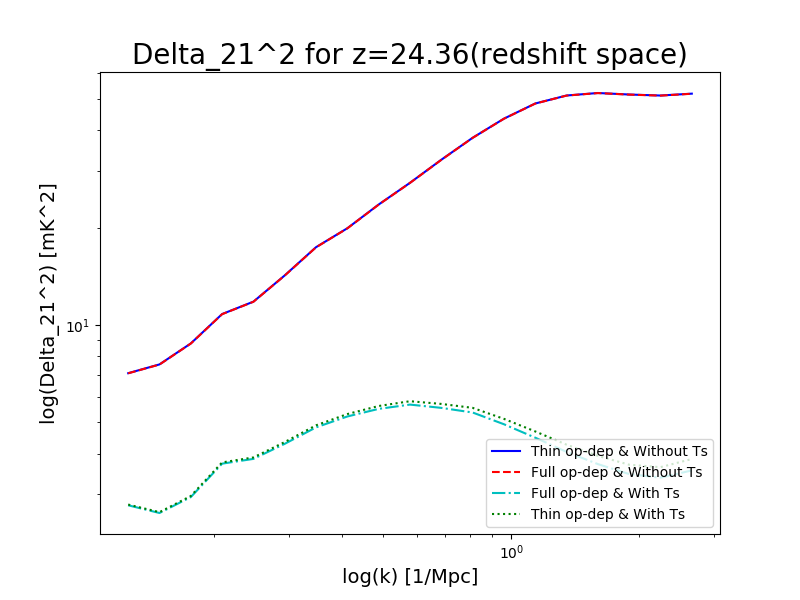 Delta_21^2 for z=24.36(redshift space)
log(Delta_21^2) [mK^2]
10^1
Thin op-dep & Without Ts
Full op-dep & Without Ts
Full op-dep & With Ts
Thin op-dep & With Ts
10^0
log(k) [1/Mpc]